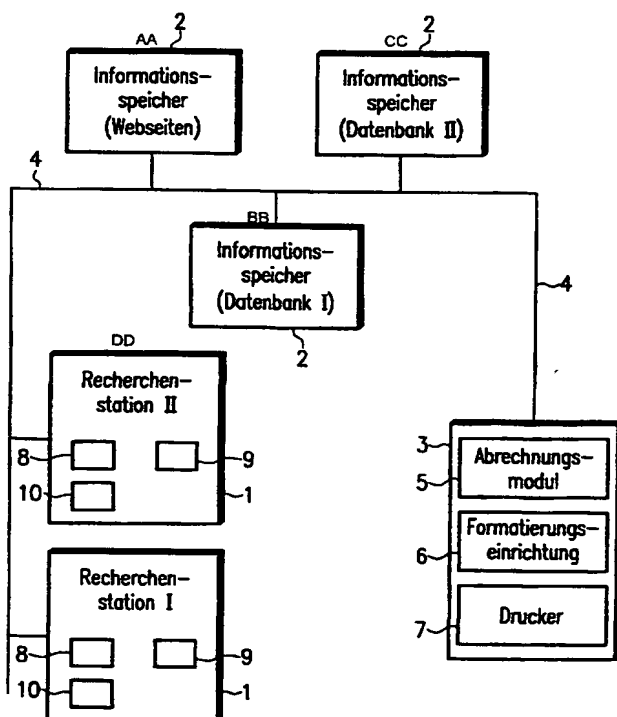 AA
2
Informations-
speicher
(Webseiten)
CC
2
Informations-
speicher
(Datenbank II)
4
BB
Informations-
speicher
(Datenbank I)
2
4
DD
Recherchen-
station II
8
9
10
1
3
Abrechnungs-
modul
5
Formatierungs-
einrichtung
6
Drucker
7
Recherchen-
station I
8
9
10
1